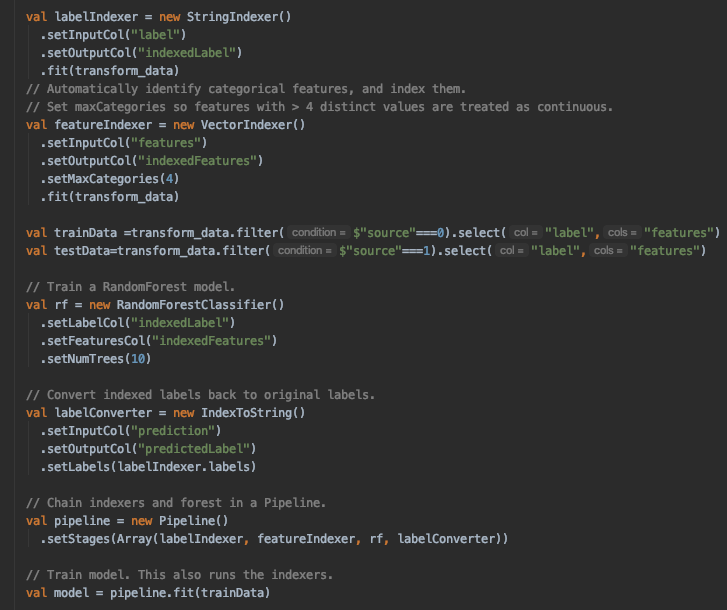 val labelIndexer = new StringIndexer()
.setInputCol("label")
.setOutputCol("indexedLabel")
.fit(transform_data)
// Automatically identify categorical features, and index them.
// Set maxCategories so features with > 4 distinct values are treated as continuous.
val featureIndexer = new VectorIndexer()
.setInputCol("features")
.setOutputCol("indexedFeatures")
.setMaxCategories(4)
.fit(transform_data)
val trainData =transform_data.filter( condition = $"source"===0).select( col = "label", cols = "features")
val testData=transform_data.filter( condition = $"source"===1).select( col = "label", cols = "features")
// Train a RandomForest model.
val rf = new RandomForestClassifier()
.setLabelCol("indexedLabel")
.setFeaturesCol("indexedFeatures")
.setNumTrees(10)
// Convert indexed labels back to original labels.
val labelConverter = new IndexToString()
.setInputCol("prediction")
.setOutputCol("predictedLabel")
.setLabels(labelIndexer.labels)
// Chain indexers and forest in a Pipeline.
val pipeline = new Pipeline()
.setStages(Array(labelIndexer, featureIndexer, rf, labelConverter))
// Train model. This also runs the indexers.
val model = pipeline.fit(trainData)